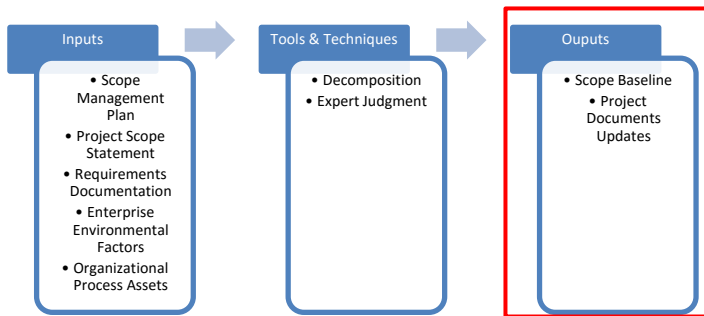 Inputs
• Scope
Management
Plan
• Project Scope
Statement
• Requirements
Documentation
• Enterprise
Environmental
Factors
• Organizational
Process Assets
Tools & Techniques
• Decomposition
• Expert Judgment
Ouputs
• Scope Baseline
• Project
Documents
Updates